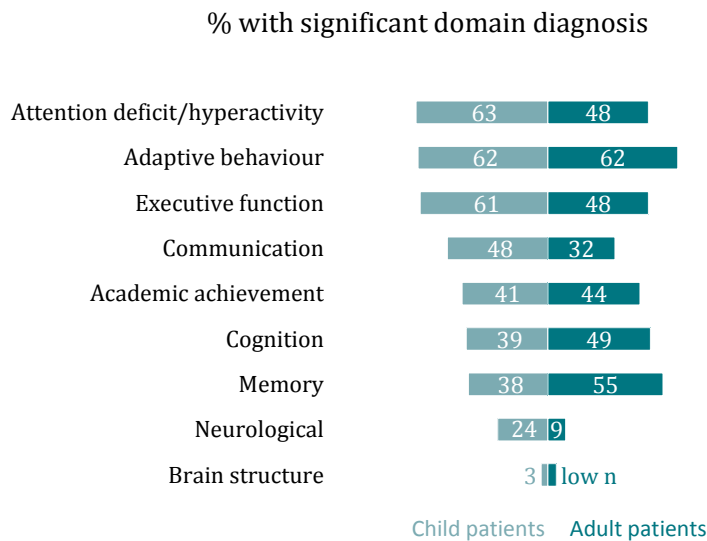 % with significant domain diagnosis
Attention deficit/hyperactivity 63 48
Adaptive behaviour 62 62
Executive function 61 48
Communication 48 32
Academic achievement 41 44
Cognition 39 49
Memory 38 55
Neurological 24 9
Brain structure 3 low n
Child patients Adult patients